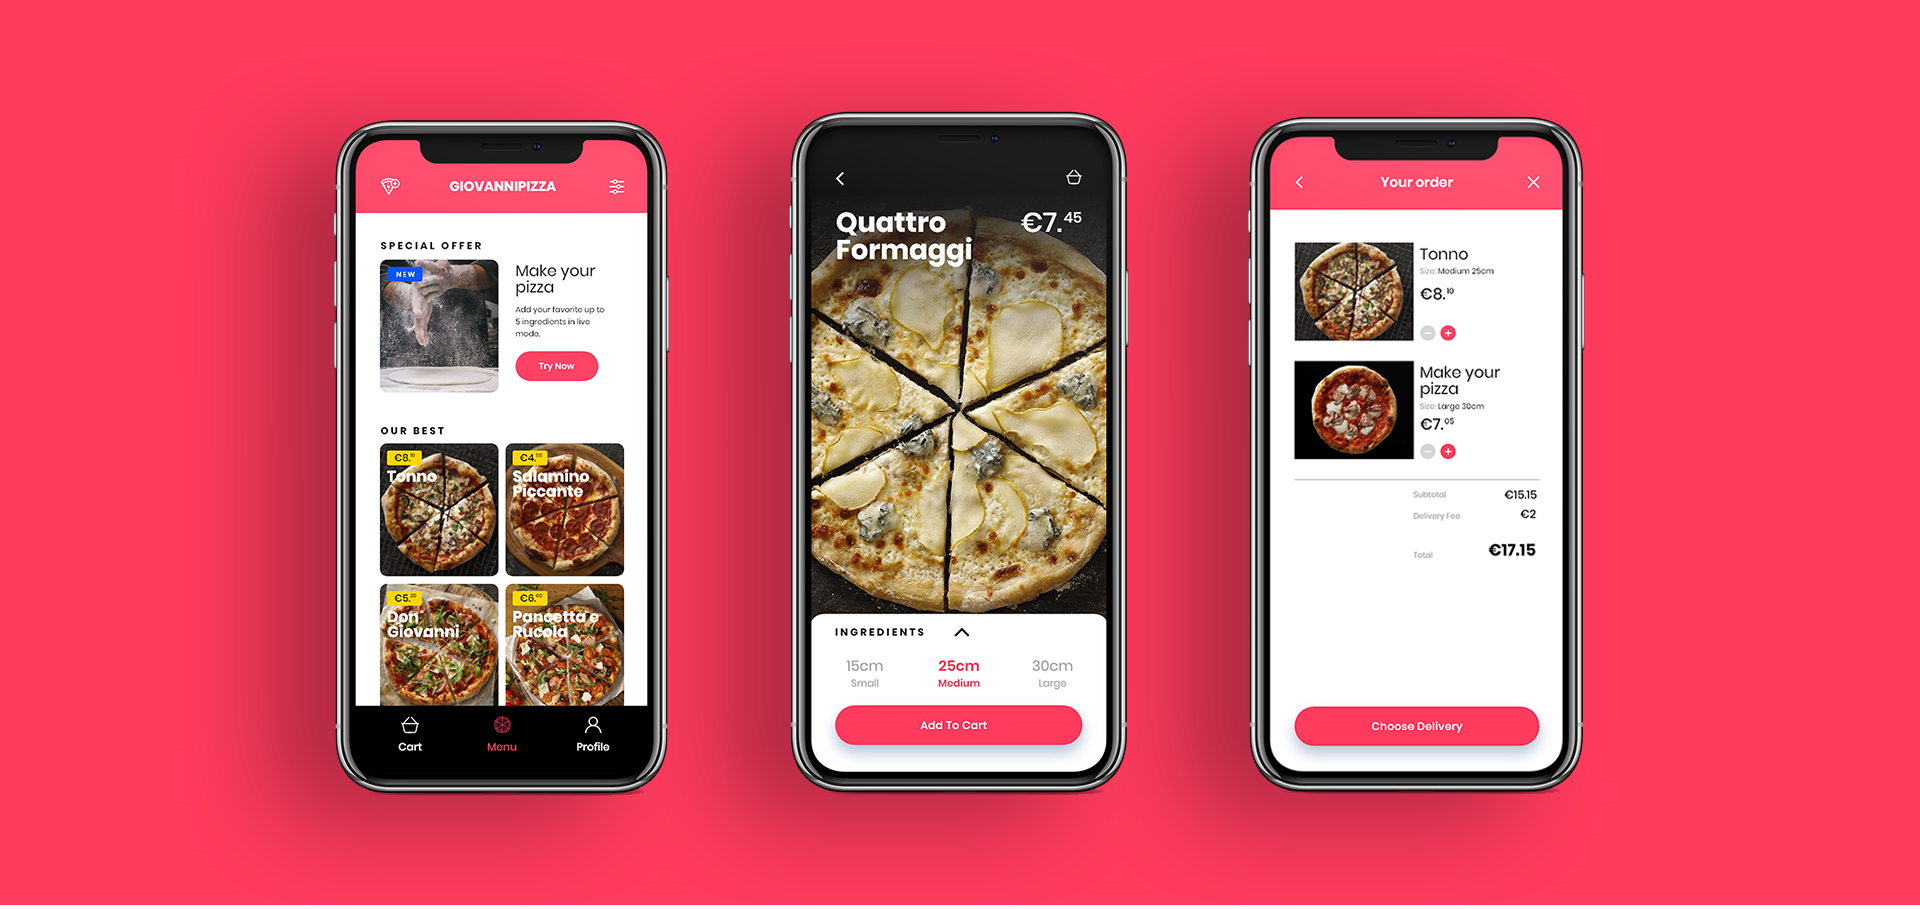 GIOVANNIPIZZA
SPECIAL OFFER
NEW
Make your
pizza
Add your favorite up to
5 ingredients in live
mode.
Try Now
OUR BEST
€8.10
Tonno
€4.55
Salamino
Piccante
€5.20
Don
Giovanni
€6.00
Pancetta e
Rucola
Cart
Menu
Profile
Quattro
Formaggi
€7.45
INGREDIENTS
15cm
Small
25cm
Medium
30cm
Large
Add To Cart
Your order
Tonno
Size: Medium 25cm
€8.10
Make your
pizza
Size: Large 30cm
€7.05
Subtotal €15.15
Delivery Fee €2
Total €17.15
Choose Delivery